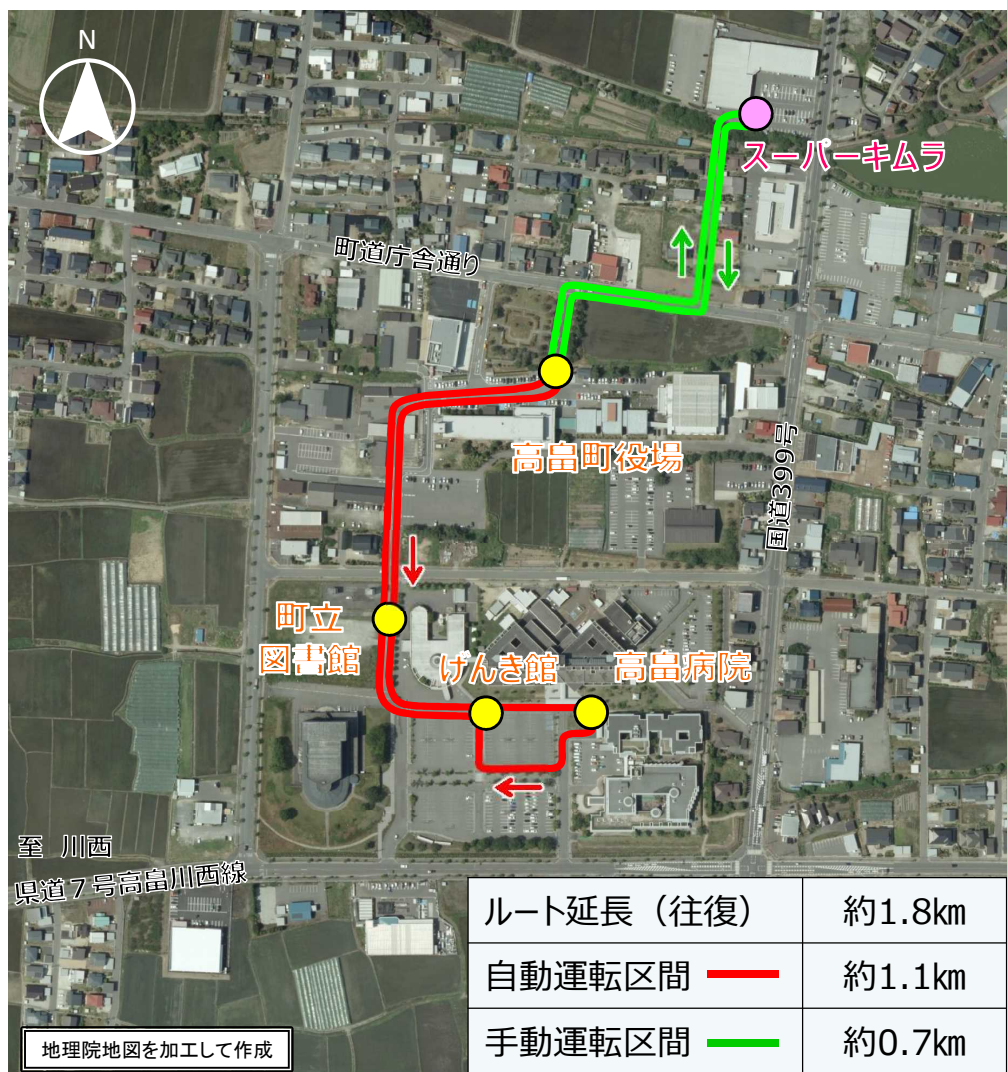 N
スーパーキムラ
町道庁舎通り
高畠町役場
国道399号
町立
図書館
げんき館
高畠病院
至 川西
県道7号高畠川西線
ルート延長（往復） 約1.8km
自動運転区間 約1.1km
手動運転区間 約0.7km
地理院地図を加工して作成